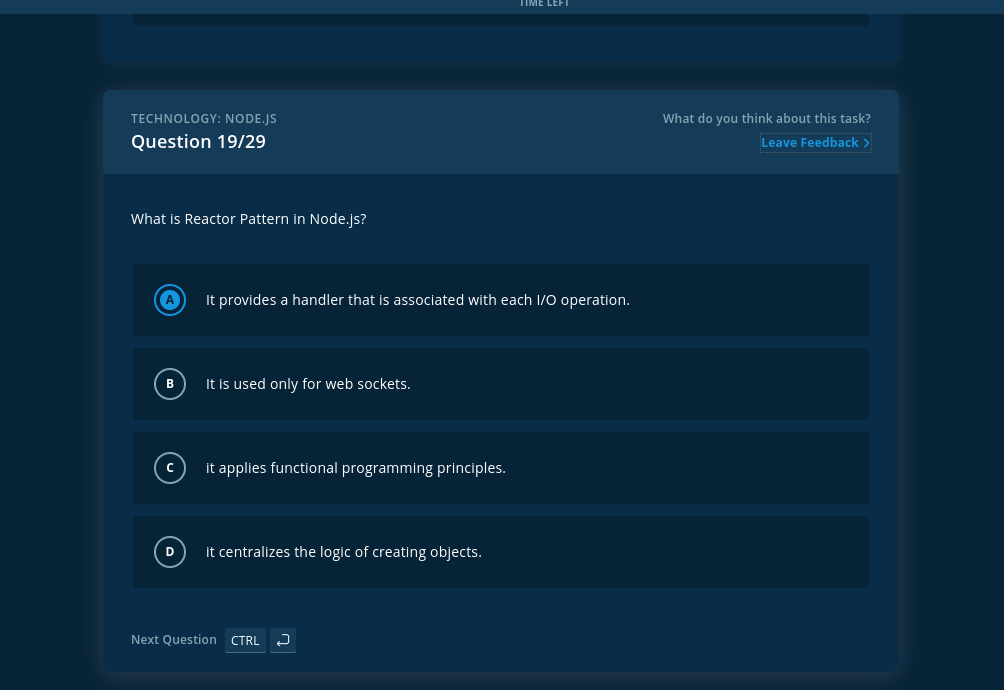 TIME LEFT
TECHNOLOGY: NODE.JS
What do you think about this task?
Question 19/29
Leave Feedback >
What is Reactor Pattern in Node.js?
A It provides a handler that is associated with each I/O operation.
B It is used only for web sockets.
C it applies functional programming principles.
D it centralizes the logic of creating objects.
Next Question CTRL